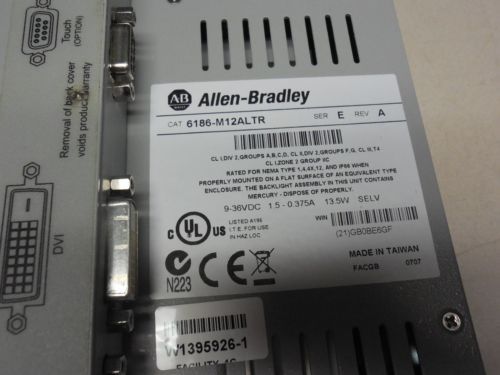 Touch
(OPTION)
Removal of back cover
voids product warranty
DVI
AB
Allen-Bradley
CAT 6186-M12ALTR SER E REV A
CL I,DIV 2,GROUPS A,B,C,D, CL II,DIV 2,GROUPS F,G, CL III,T4
CL I,ZONE 2 GROUP IIC
RATED FOR NEMA TYPE 1,4,4X,12, AND IP66 WHEN
PROPERLY MOUNTED ON A FLAT SURFACE OF AN EQUIVALENT TYPE
ENCLOSURE. THE BACKLIGHT ASSEMBLY IN THIS UNIT CONTAINS
MERCURY - DISPOSE OF PROPERLY.
9-36VDC 1.5 - 0.375A 13.5W SELV
C UL US
LISTED A196
I.T.E. FOR USE
IN HAZ LOC
WIN
(21)GB0BE6GF
N223
CE
MADE IN TAIWAN
FACGB 0707
W1395926-1